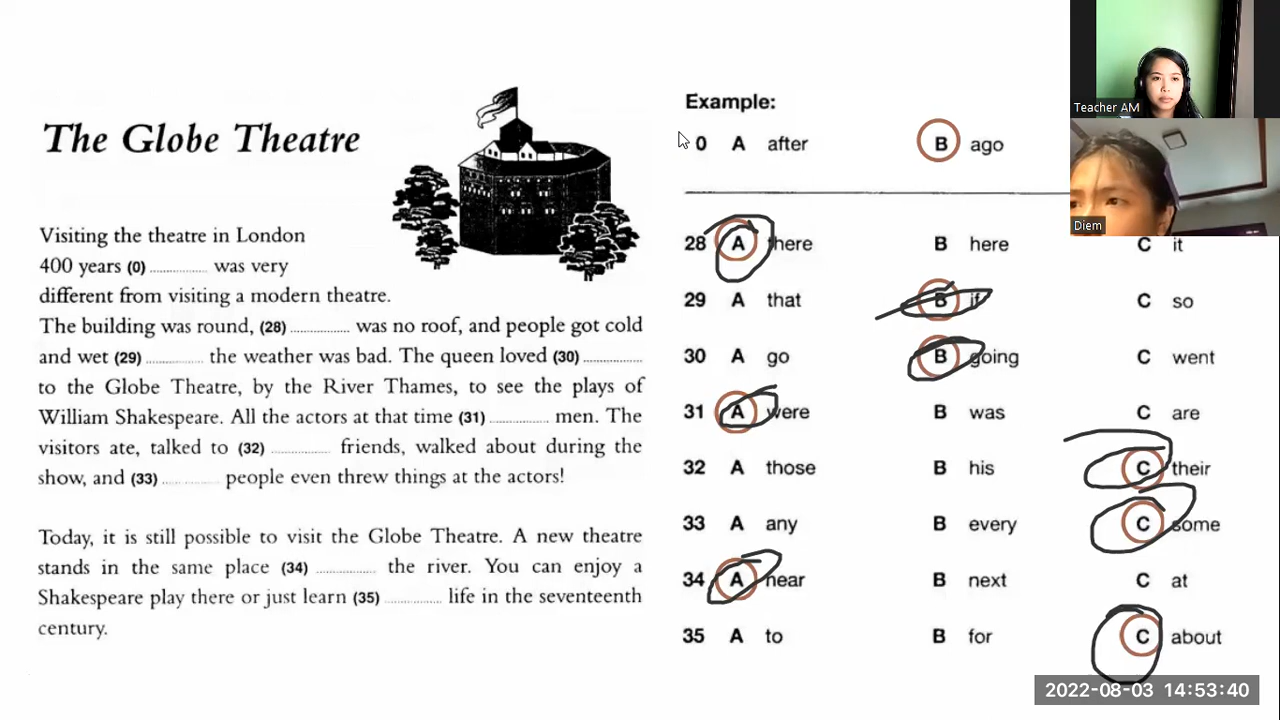 The Globe Theatre
Visiting the theatre in London
400 years (0) .............. was very
different from visiting a modern theatre.
The building was round, (28) .............. was no roof, and people got cold
and wet (29) .............. the weather was bad. The queen loved (30) ..............
to the Globe Theatre, by the River Thames, to see the plays of
William Shakespeare. All the actors at that time (31) .............. men. The
visitors ate, talked to (32) .............. friends, walked about during the
show, and (33) .............. people even threw things at the actors!
Today, it is still possible to visit the Globe Theatre. A new theatre
stands in the same place (34) .............. the river. You can enjoy a
Shakespeare play there or just learn (35) .............. life in the seventeenth
century.
Example:
0 A after B ago
28 A there B here C it
29 A that B if C so
30 A go B going C went
31 A were B was C are
32 A those B his C their
33 A any B every C some
34 A near B next C at
35 A to B for C about
Teacher AM
Diem
2022-08-03 14:53:40